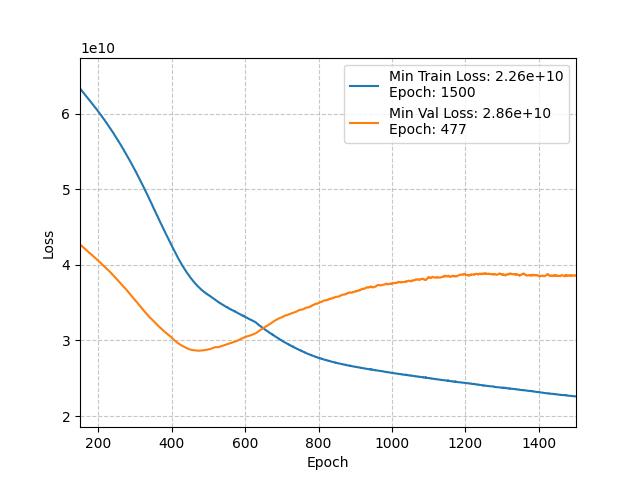 1e10
Min Train Loss: 2.26e+10
Epoch: 1500
Min Val Loss: 2.86e+10
Epoch: 477
6
5
4
3
2
Loss
200 400 600 800 1000 1200 1400
Epoch